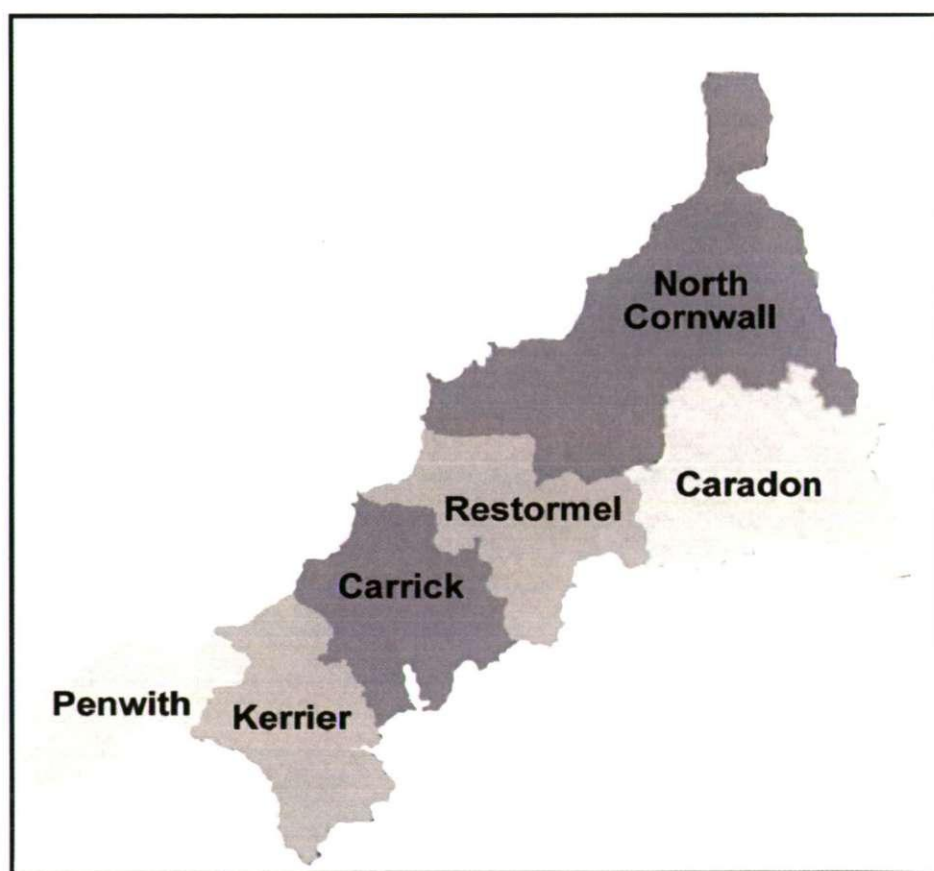 North
Cornwall
Caradon
Restormel
Carrick
Penwith
Kerrier